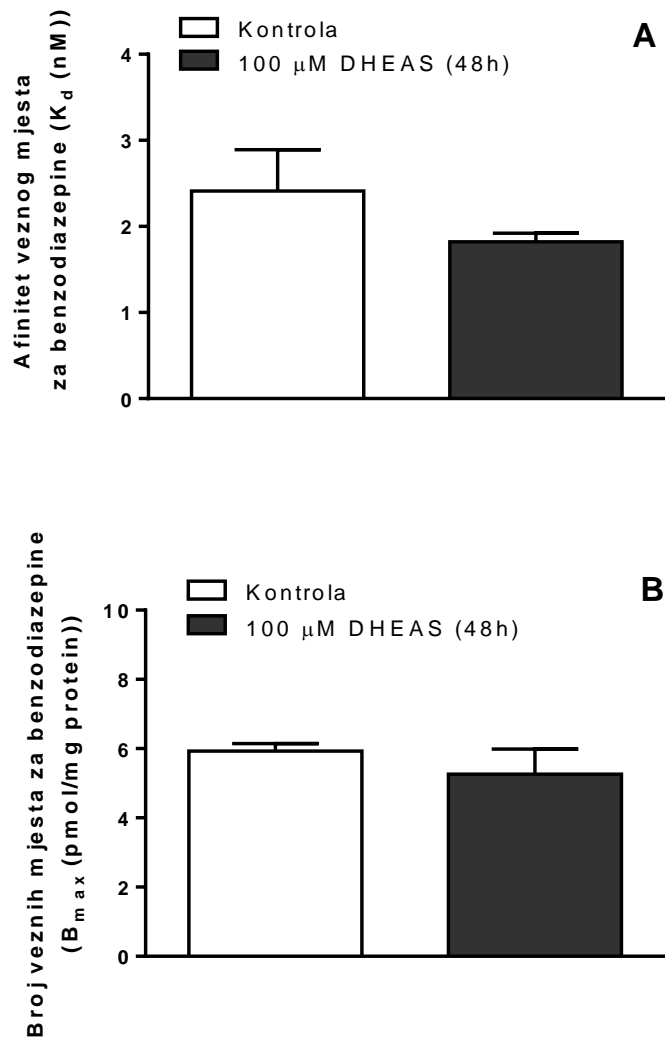 Kontrola
100 μM DHEAS (48h)
A
Afinitet veznog mjesta
za benzodiazepine (Kd (nM))
4
3
2
1
0
Kontrola
100 μM DHEAS (48h)
B
Broj veznih mjesta za benzodiazepine
(Bmax (pmol/mg protein))
10
8
6
4
2
0